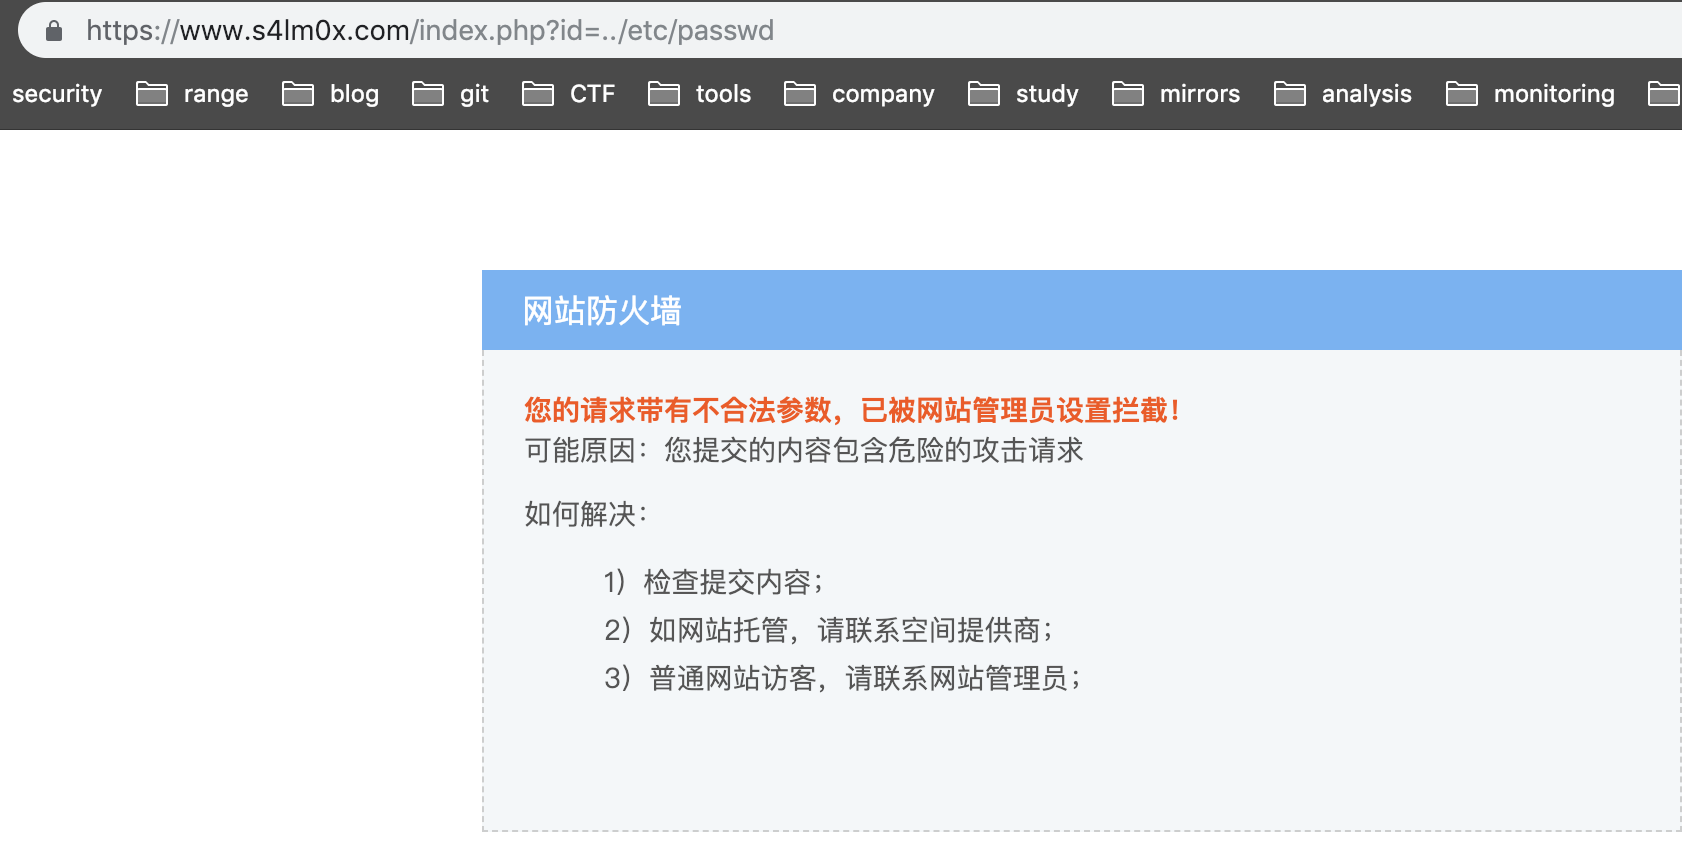 https://www.s4lm0x.com/index.php?id=../etc/passwd
security range blog git CTF tools company study mirrors analysis monitoring
网站防火墙
您的请求带有不合法参数，已被网站管理员设置拦截！
可能原因：您提交的内容包含危险的攻击请求
如何解决：
1）检查提交内容；
2）如网站托管，请联系空间提供商；
3）普通网站访客，请联系网站管理员；